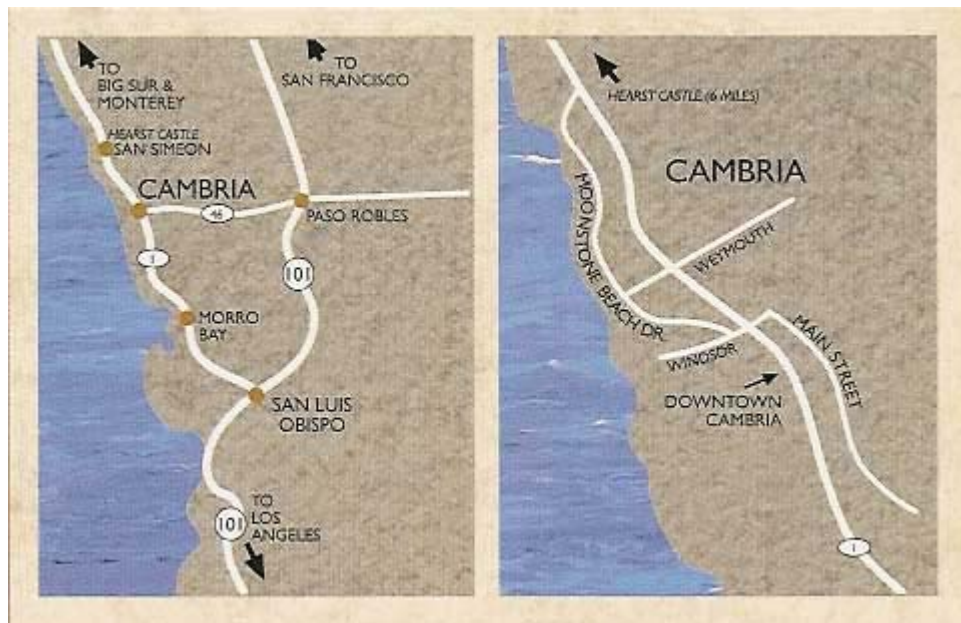 TO
BIG SUR &
MONTEREY
TO
SAN FRANCISCO
HEARST CASTLE
SAN SIMEON
CAMBRIA
46
PASO ROBLES
1
101
MORRO
BAY
SAN LUIS
OBISPO
101
TO
LOS
ANGELES
HEARST CASTLE (6 MILES)
CAMBRIA
MOONSTONE BEACH DR.
WEYMOUTH
WINDSOR
MAIN STREET
DOWNTOWN
CAMBRIA
1